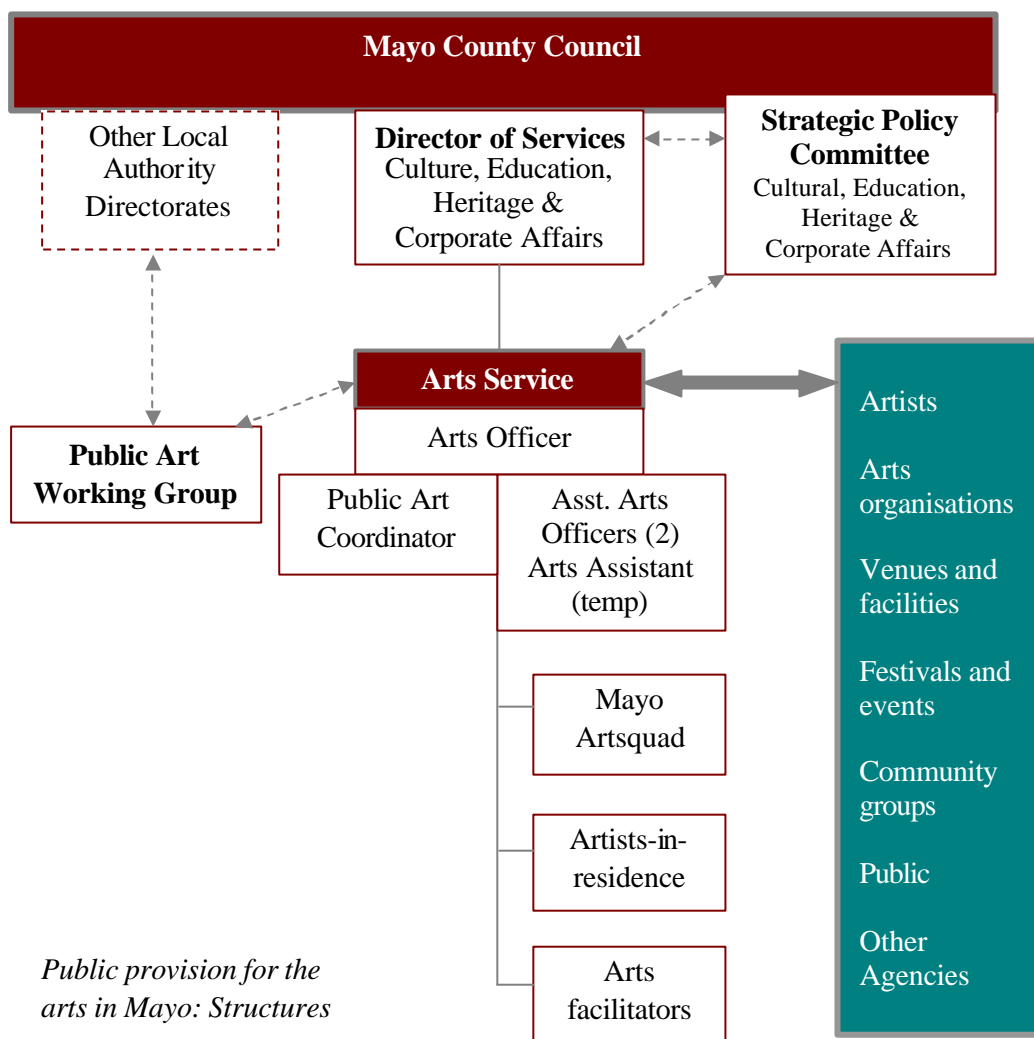 Mayo County Council
Other Local
Authority
Directorates
Director of Services
Culture, Education,
Heritage &
Corporate Affairs
Strategic Policy
Committee
Cultural, Education,
Heritage &
Corporate Affairs
Arts Service
Arts Officer
Public Art
Working Group
Public Art
Coordinator
Asst. Arts
Officers (2)
Arts Assistant
(temp)
Mayo
Artsquad
Artists-in-
residence
Arts
facilitators
Artists
Arts
organisations
Venues and
facilities
Festivals and
events
Community
groups
Public
Other
Agencies
Public provision for the
arts in Mayo: Structures